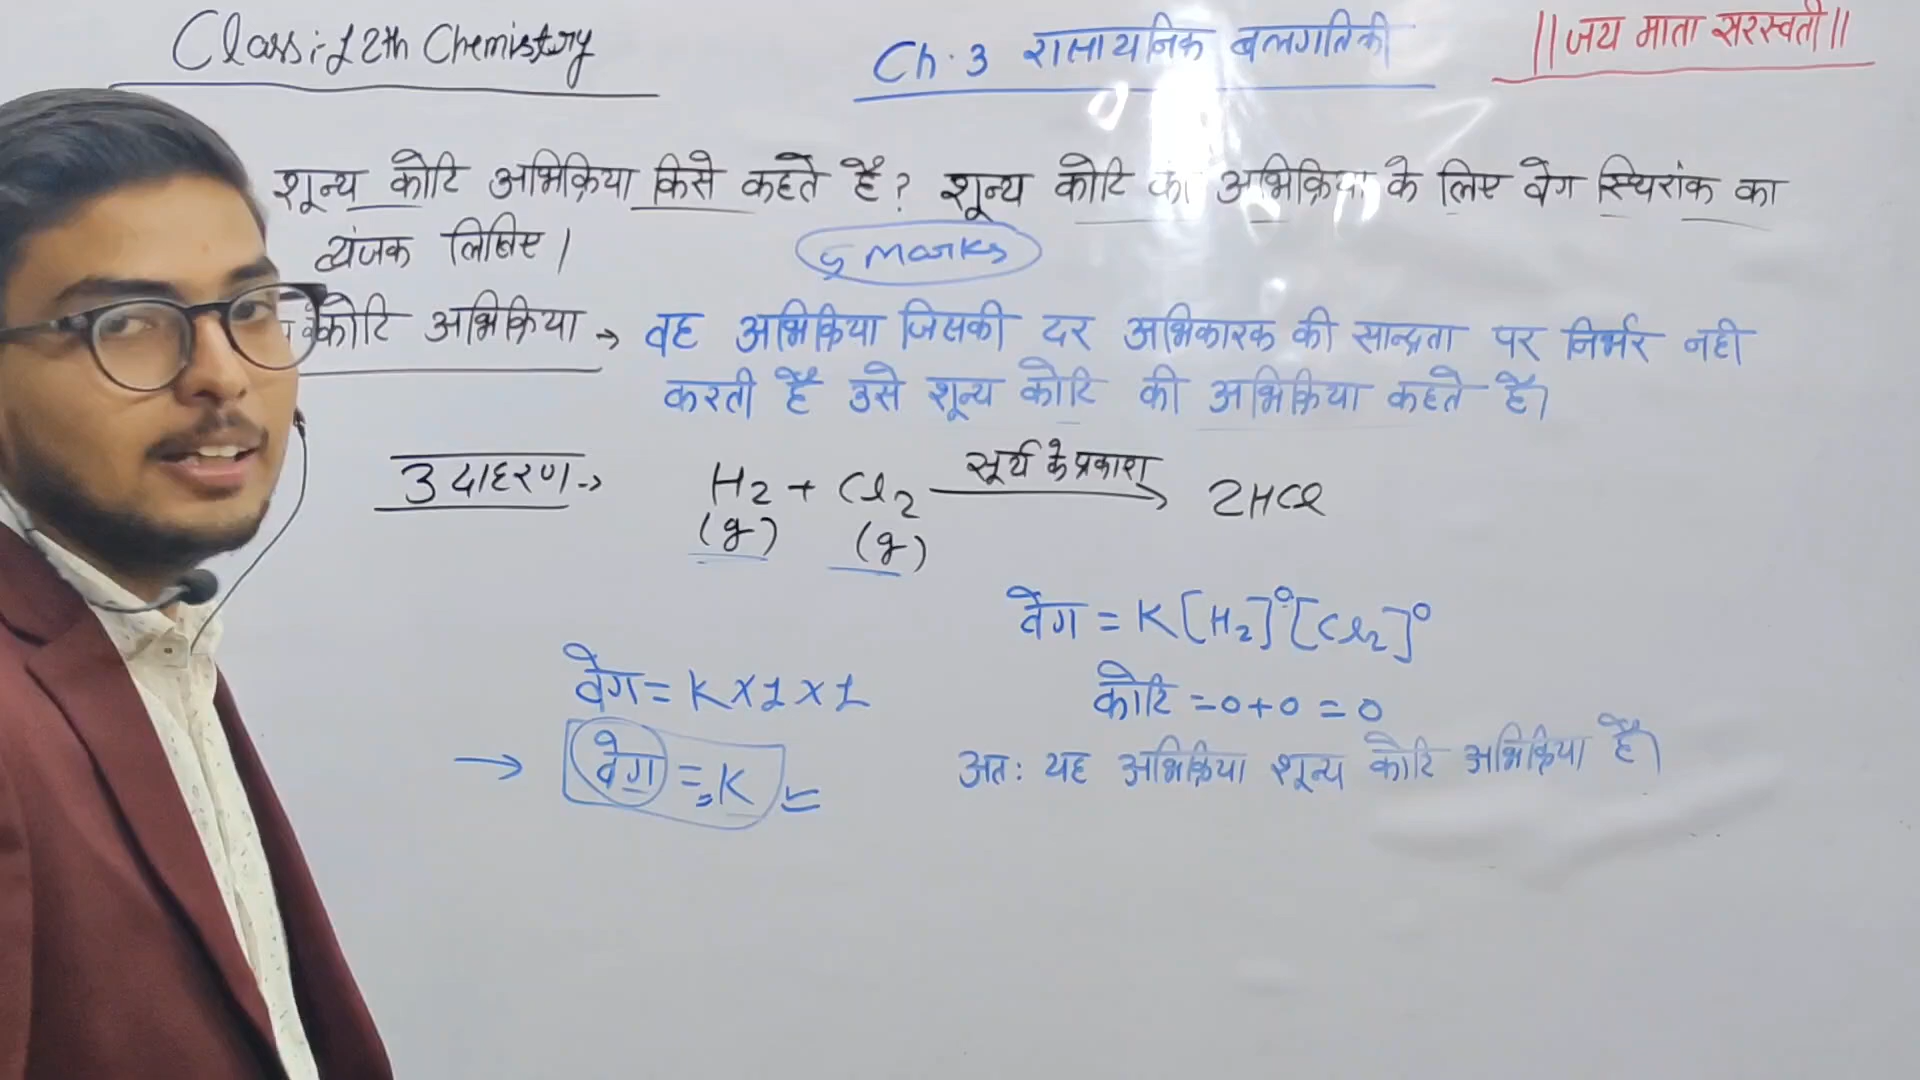 Class:-12th Chemistry
Ch.3 रासायनिक बलगतिकी
||जय माता सरस्वती||
शून्य कोटि अभिक्रिया किसे कहते है? शून्य कोटि की अभिक्रिया के लिए वेग स्थिरांक का
व्यंजक लिखिए।
5 marks
कोटि अभिक्रिया → वह अभिक्रिया जिसकी दर अभिकारक की सान्द्रता पर निर्भर नही
करती है उसे शून्य कोटि की अभिक्रिया कहते है।
उदाहरण→ H2 + Cl2 सूर्य के प्रकाश → 2HCl
(g) (g)
वेग = K[H2]⁰[Cl2]⁰
वेग = K×1×1
कोटि = 0+0 = 0
→ वेग = K
अतः यह अभिक्रिया शून्य कोटि अभिक्रिया है।